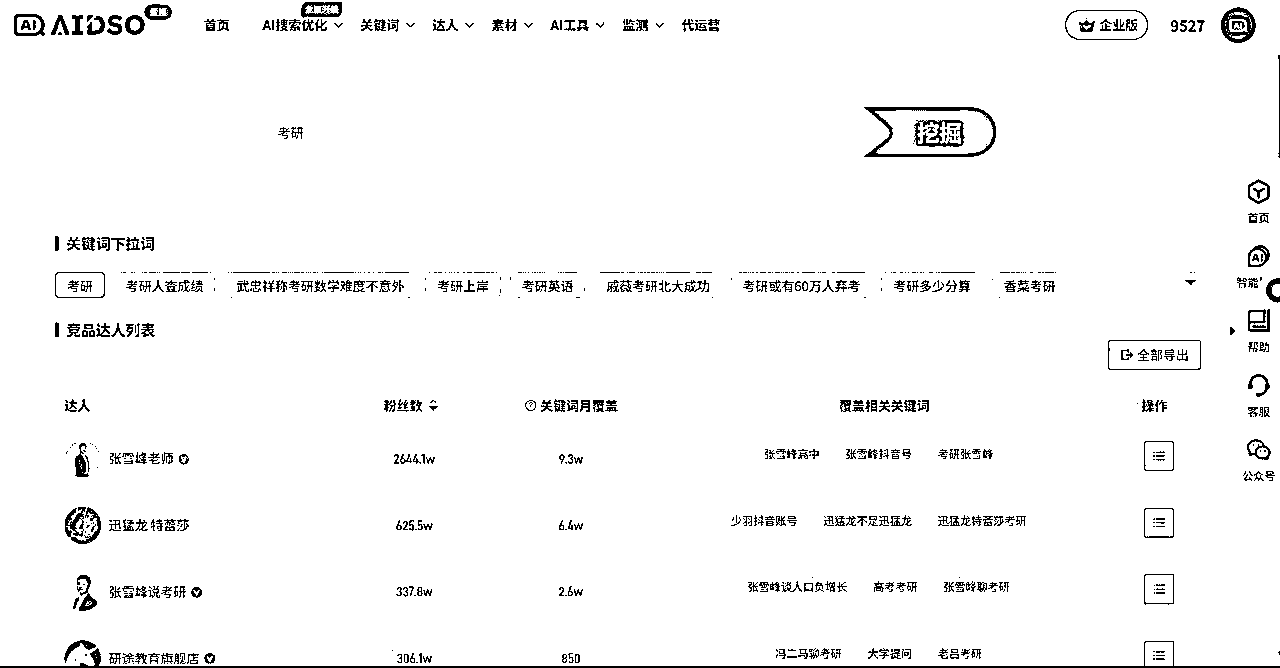 AI AIDSO
首页 AI搜索优化 关键词 达人 素材 AI工具 监测 代运营 企业版 9527
考研 挖掘
首页
关键词下拉词
考研 考研人查成绩 武忠祥称考研数学难度不意外 考研上岸 考研英语 戚薇考研北大成功 考研或有60万人弃考 考研多少分算 香菜考研
智能
竞品达人列表
帮助
全部导出
达人 粉丝数 关键词月覆盖 覆盖相关关键词 操作
客服
张雪峰老师 2644.1w 9.3w 张雪峰高中 张雪峰抖音号 考研张雪峰
公众号
迅猛龙 特蕾莎 625.5w 6.4w 少羽抖音账号 迅猛龙不是迅猛龙 迅猛龙特蕾莎考研
张雪峰说考研 337.8w 2.6w 张雪峰谈人口负增长 高考考研 张雪峰聊考研
研途教育旗舰店 306.1w 850 冯二马聊考研 大学提问 老吕考研